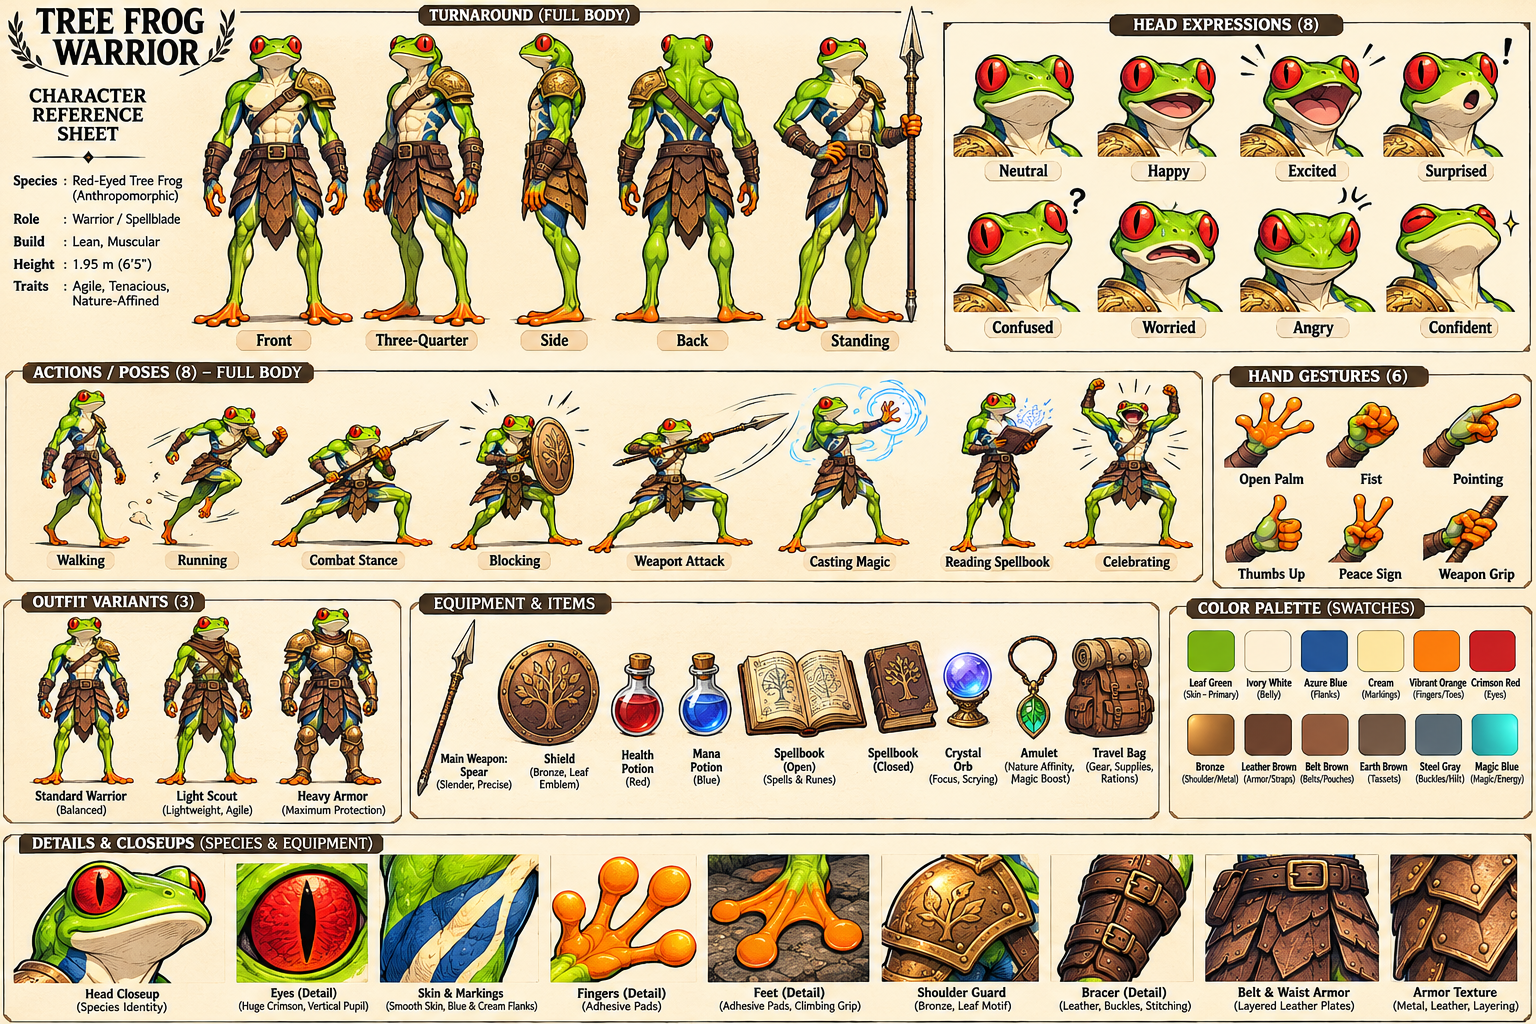 TREE FROG
WARRIOR
CHARACTER
REFERENCE
SHEET
Species : Red-Eyed Tree Frog
(Anthropomorphic)
Role : Warrior / Spellblade
Build : Lean, Muscular
Height : 1.95 m (6'5")
Traits : Agile, Tenacious,
Nature-Affined
TURNAROUND (FULL BODY)
Front
Three-Quarter
Side
Back
Standing
HEAD EXPRESSIONS (8)
!
Neutral
Happy
Excited
Surprised
?
Confused
Worried
Angry
Confident
ACTIONS / POSES (8) – FULL BODY
Walking
Running
Combat Stance
Blocking
Weaport Attack
Casting Magic
Reading Spellbook
Celebrating
HAND GESTURES (6)
Open Palm
Fist
Pointing
Thumbs Up
Peace Sign
Weapon Grip
OUTFIT VARIANTS (3)
Standard Warrior
(Balanced)
Light Scout
(Lightweight, Agile)
Heavy Armor
(Maximum Protection)
EQUIPMENT & ITEMS
Main Weapon:
Spear
(Slender, Precise)
Shield
(Bronze, Leaf
Emblem)
Health
Potion
(Red)
Mana
Potion
(Blue)
Spellbook
(Open)
(Spells & Runes)
Spellbook
(Closed)
Crystal
Orb
(Focus, Scrying)
Amulet
(Nature Affinity,
Magic Boost)
Travel Bag
(Gear, Supplies,
Rations)
COLOR PALETTE (SWATCHES)
Leaf Green
(Skin – Primary)
Ivory White
(Belly)
Azure Blue
(Flanks)
Cream
(Markings)
Vibrant Orange
(Fingers/Toes)
Crimson Red
(Eyes)
Bronze
(Shoulder/Metal)
Leather Brown
(Armor/Straps)
Belt Brown
(Belts/Pouches)
Earth Brown
(Tassets)
Steel Gray
(Buckles/Hilt)
Magic Blue
(Magic/Energy)
DETAILS & CLOSEUPS (SPECIES & EQUIPMENT)
Head Closeup
(Species Identity)
Eyes (Detail)
(Huge Crimson, Vertical Pupil)
Skin & Markings
(Smooth Skin, Blue & Cream Flanks)
Fingers (Detail)
(Adhesive Pads)
Feet (Detail)
(Adhesive Pads, Climbing Grip)
Shoulder Guard
(Bronze, Leaf Motif)
Bracer (Detail)
(Leather, Buckles, Stitching)
Belt & Waist Armor
(Layered Leather Plates)
Armor Texture
(Metal, Leather, Layering)